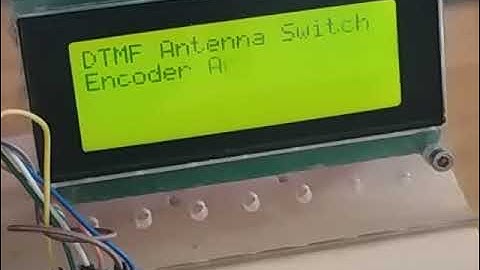 DTMF Antenna Switch
Encoder A